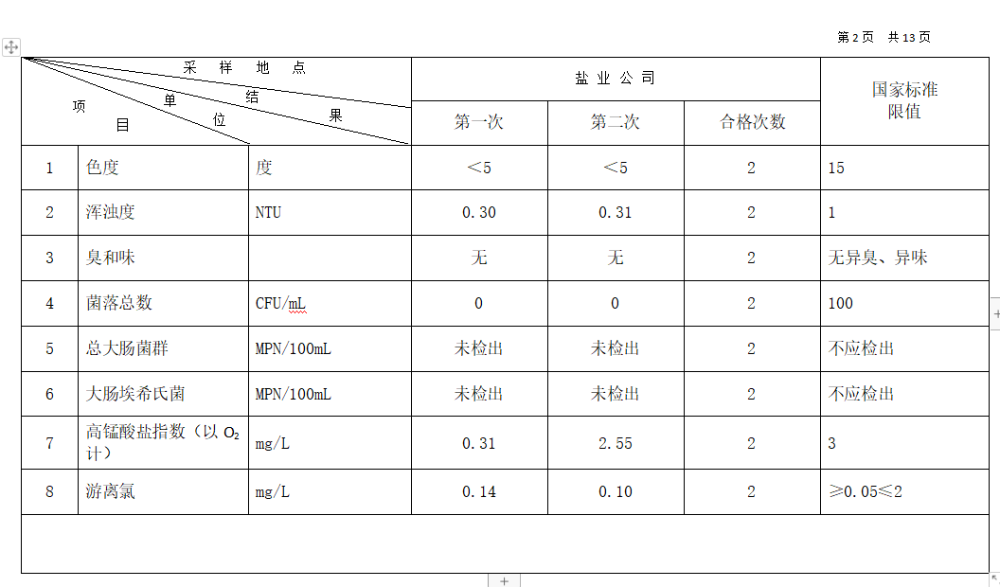 第 2 页 共 13 页
采 样 地 点
结 果
单 位
项 目
盐 业 公 司
国家标准
限值
第一次 第二次 合格次数
1 色度 度 ＜5 ＜5 2 15
2 浑浊度 NTU 0.30 0.31 2 1
3 臭和味 无 无 2 无异臭、异味
4 菌落总数 CFU/mL 0 0 2 100
5 总大肠菌群 MPN/100mL 未检出 未检出 2 不应检出
6 大肠埃希氏菌 MPN/100mL 未检出 未检出 2 不应检出
7 高锰酸盐指数（以 O₂
计） mg/L 0.31 2.55 2 3
8 游离氯 mg/L 0.14 0.10 2 ≥0.05≤2